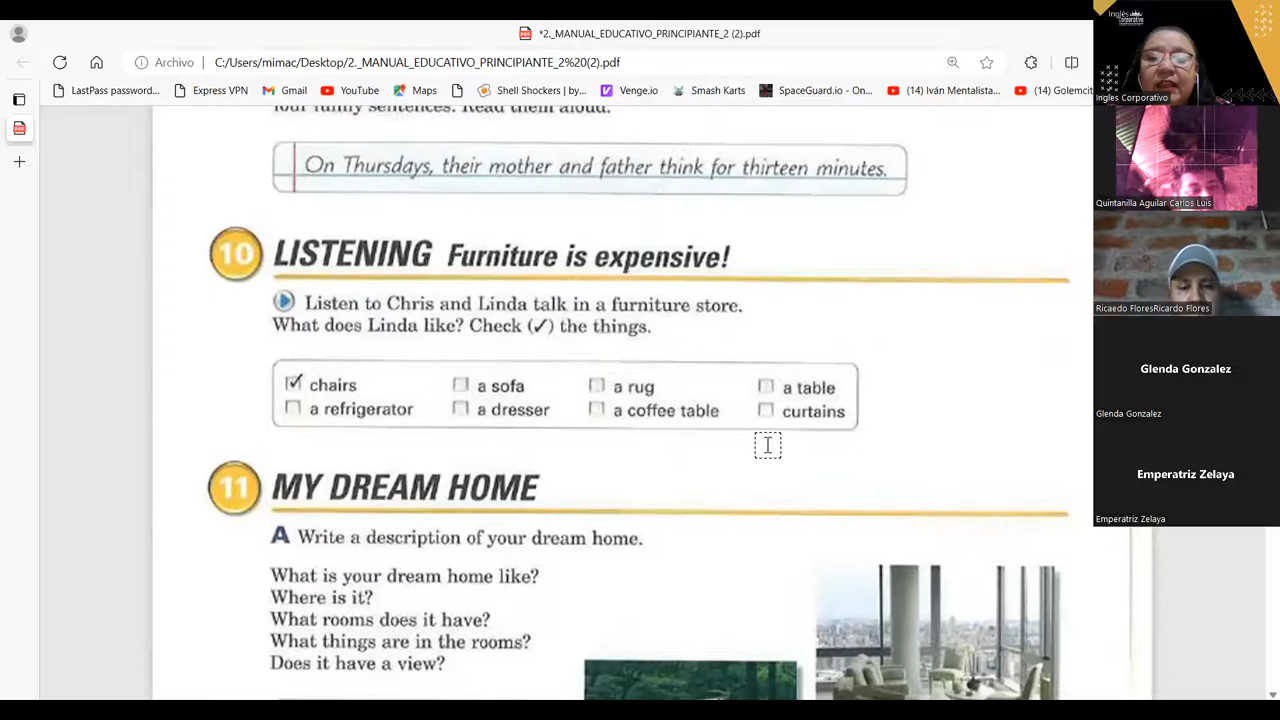 *2._MANUAL_EDUCATIVO_PRINCIPIANTE_2 (2).pdf
Archivo
C:/Users/mimac/Desktop/2._MANUAL_EDUCATIVO_PRINCIPIANTE_2%20(2).pdf
LastPass password...
Express VPN
Gmail
YouTube
Maps
Shell Shockers | by...
Venge.io
Smash Karts
SpaceGuard.io - On...
(14) Iván Mentalista...
(14) Golemcit
four funny sentences. Read them aloud.
On Thursdays, their mother and father think for thirteen minutes.
10 LISTENING Furniture is expensive!
Listen to Chris and Linda talk in a furniture store.
What does Linda like? Check (✓) the things.
✓ chairs
a sofa
a rug
a table
a refrigerator
a dresser
a coffee table
curtains
11 MY DREAM HOME
A Write a description of your dream home.
What is your dream home like?
Where is it?
What rooms does it have?
What things are in the rooms?
Does it have a view?
Inglés
Corporativo
Ingles Corporativo
Quintanilla Aguilar Carlos Luis
Ricaedo FloresRicardo Flores
Glenda Gonzalez
Glenda Gonzalez
Emperatriz Zelaya
Emperatriz Zelaya